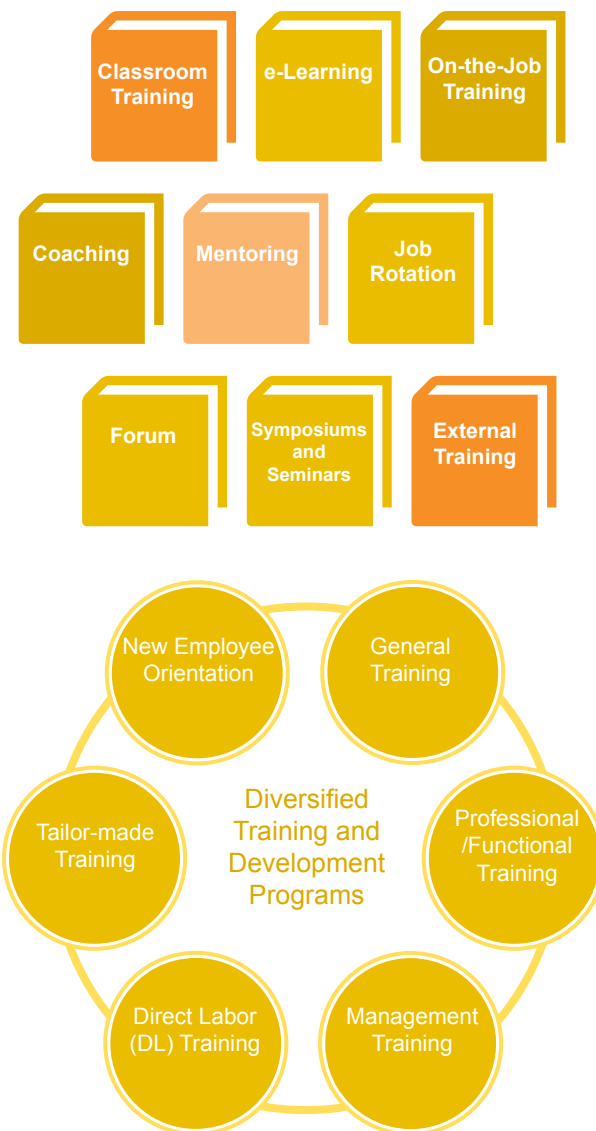 Classroom
Training
e-Learning
On-the-Job
Training
Coaching
Mentoring
Job
Rotation
Forum
Symposiums
and
Seminars
External
Training
New Employee
Orientation
General
Training
Tailor-made
Training
Diversified
Training and
Development
Programs
Professional
/Functional
Training
Direct Labor
(DL) Training
Management
Training